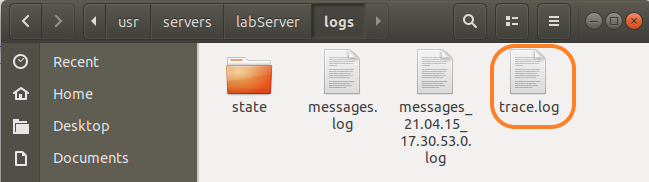 usr servers labServer logs
Recent
Home
Desktop
Documents
state
messages.
log
messages_
21.04.15_
17.30.53.0.
log
trace.log